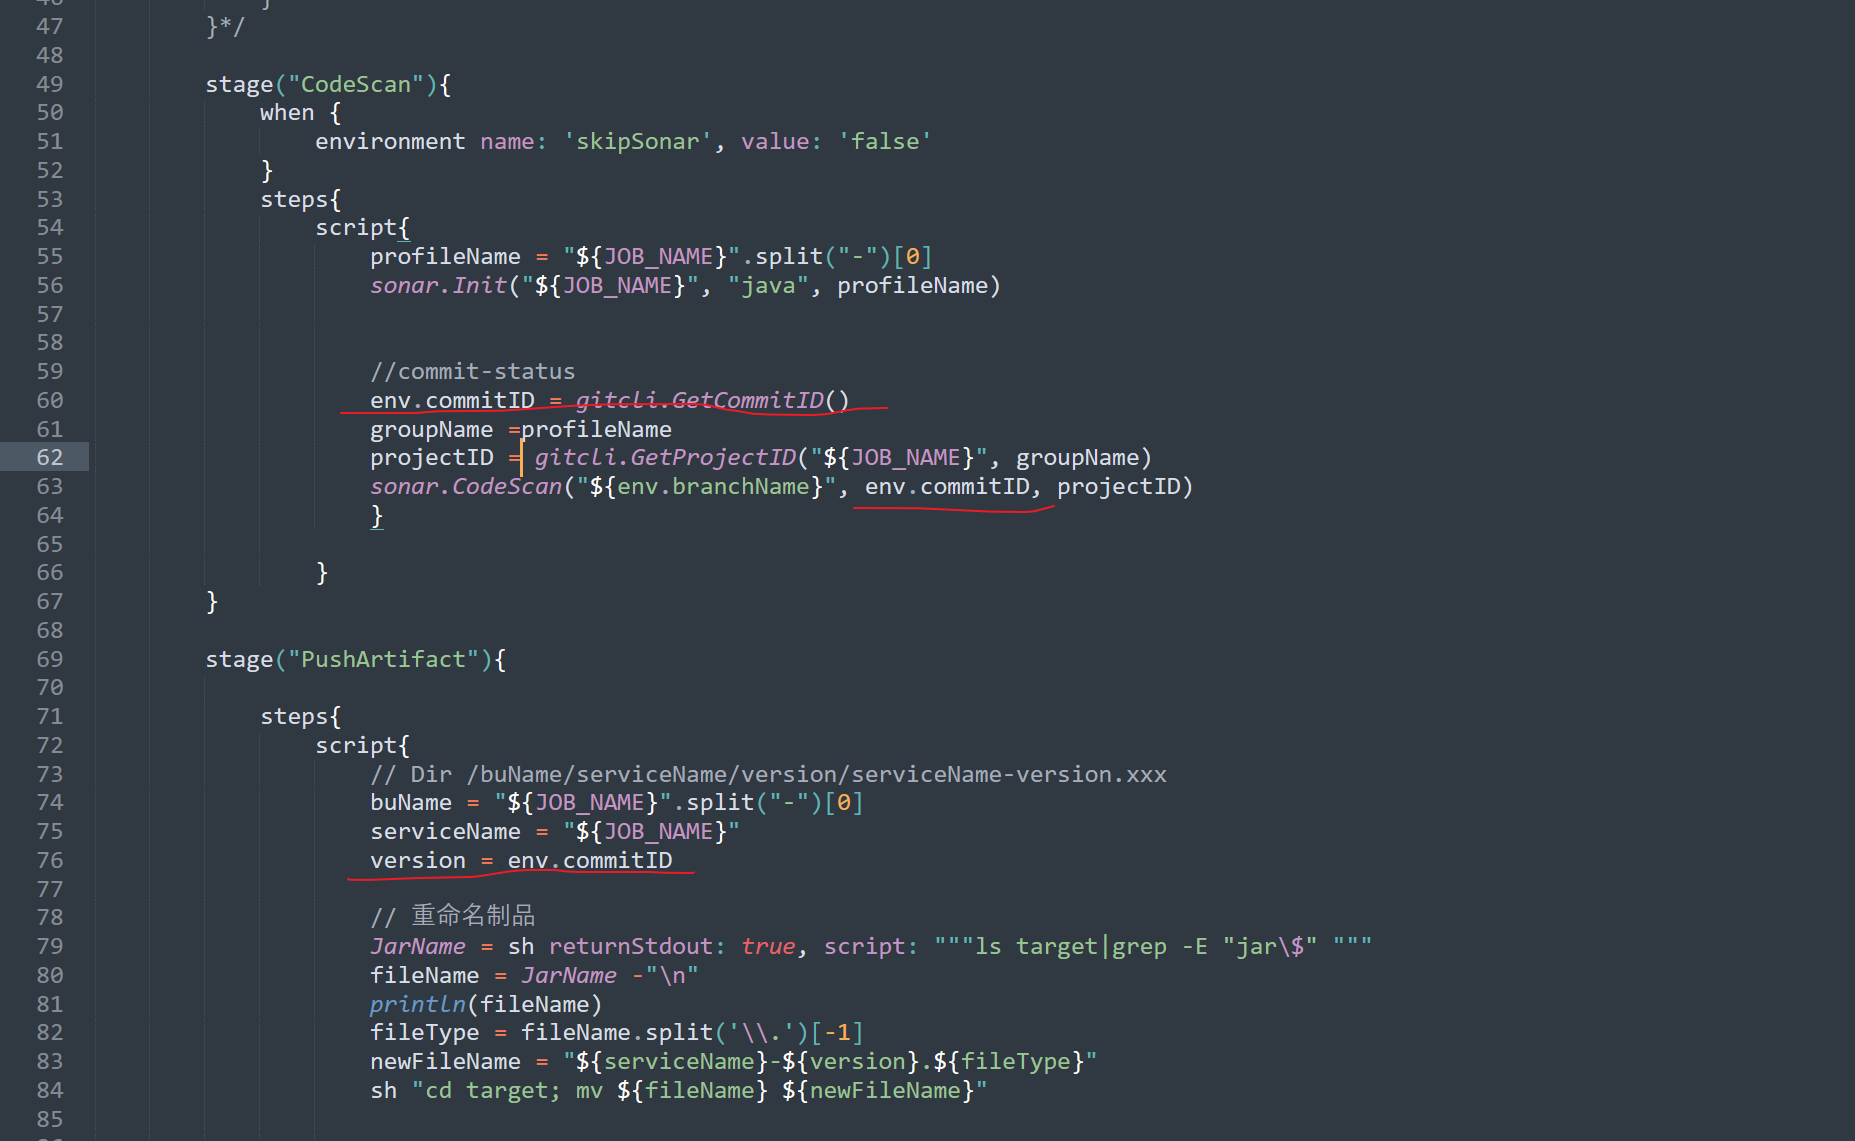 47 }*/
48
49 stage("CodeScan"){
50 when {
51 environment name: 'skipSonar', value: 'false'
52 }
53 steps{
54 script{
55 profileName = "${JOB_NAME}".split("-")[0]
56 sonar.Init("${JOB_NAME}", "java", profileName)
57
58
59 //commit-status
60 env.commitID = gitcli.GetCommitID()
61 groupName =profileName
62 projectID = gitcli.GetProjectID("${JOB_NAME}", groupName)
63 sonar.CodeScan("${env.branchName}", env.commitID, projectID)
64 }
65
66 }
67 }
68
69 stage("PushArtifact"){
70
71 steps{
72 script{
73 // Dir /buName/serviceName/version/serviceName-version.xxx
74 buName = "${JOB_NAME}".split("-")[0]
75 serviceName = "${JOB_NAME}"
76 version = env.commitID
77
78 // 重命名制品
79 JarName = sh returnStdout: true, script: """ls target|grep -E "jar\$" """
80 fileName = JarName -"\n"
81 println(fileName)
82 fileType = fileName.split('\\.')[-1]
83 newFileName = "${serviceName}-${version}.${fileType}"
84 sh "cd target; mv ${fileName} ${newFileName}"
85